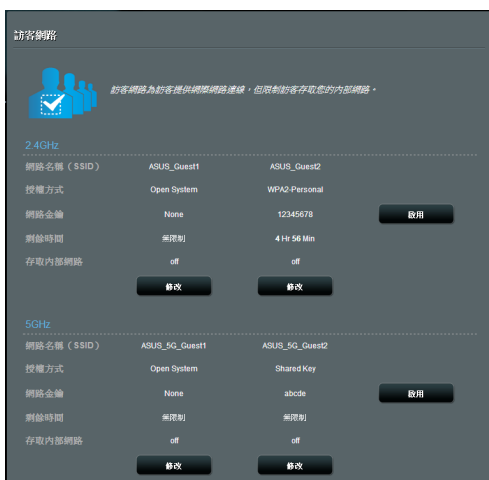 訪客網路
訪客網路為訪客提供網際網路連線，但限制訪客存取您的內部網路。
2.4GHz
網路名稱（SSID） ASUS_Guest1 ASUS_Guest2
授權方式 Open System WPA2-Personal
網路金鑰 None 12345678 啟用
剩餘時間 無限制 4 Hr 56 Min
存取內部網路 off off
修改 修改
5GHz
網路名稱（SSID） ASUS_5G_Guest1 ASUS_5G_Guest2
授權方式 Open System Shared Key
網路金鑰 None abcde 啟用
剩餘時間 無限制 無限制
存取內部網路 off off
修改 修改